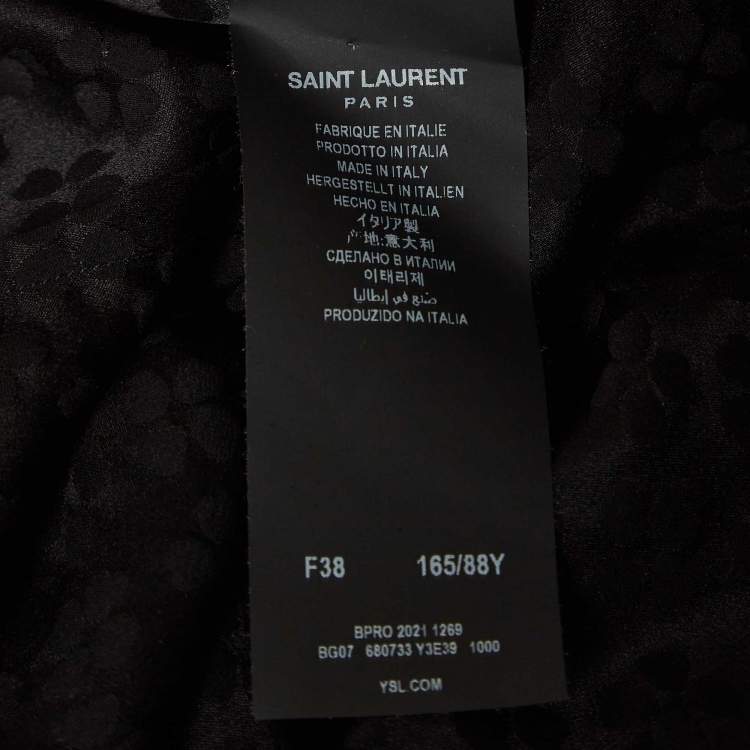 SAINT LAURENT
PARIS
FABRIQUE EN ITALIE
PRODOTTO IN ITALIA
MADE IN ITALY
HERGESTELLT IN ITALIEN
HECHO EN ITALIA
イタリア製
产地:意大利
СДЕЛАНО В ИТАЛИИ
이태리제
صنع في إيطاليا
PRODUZIDO NA ITALIA
F38 165/88Y
BPRO 2021 1269
BG07 680733 Y3E39 1000
YSL.COM